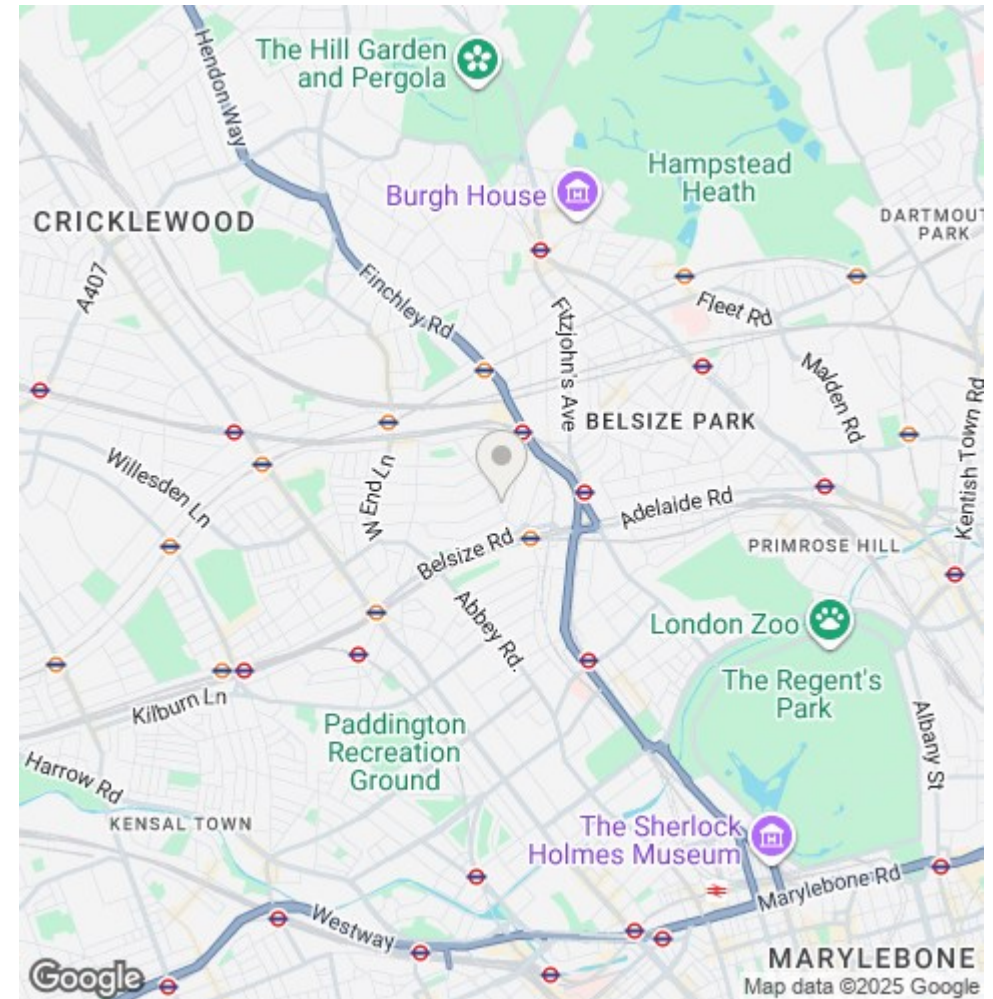 Hendon Way
The Hill Garden
and Pergola
Hampstead
Heath
Burgh House
CRICKLEWOOD
DARTMOUT
PARK
A407
Finchley Rd
Fitzjohn's Ave
Fleet Rd
Malden Rd
BELSIZE PARK
Kentish Town Rd
Willesden Ln
W End Ln
Adelaide Rd
Belsize Rd
PRIMROSE HILL
Abbey Rd.
London Zoo
The Regent's
Park
Kilburn Ln
Paddington
Recreation
Ground
Albany St
Harrow Rd
KENSAL TOWN
The Sherlock
Holmes Museum
Marylebone Rd
Westway
MARYLEBONE
Google
Map data ©2025 Google